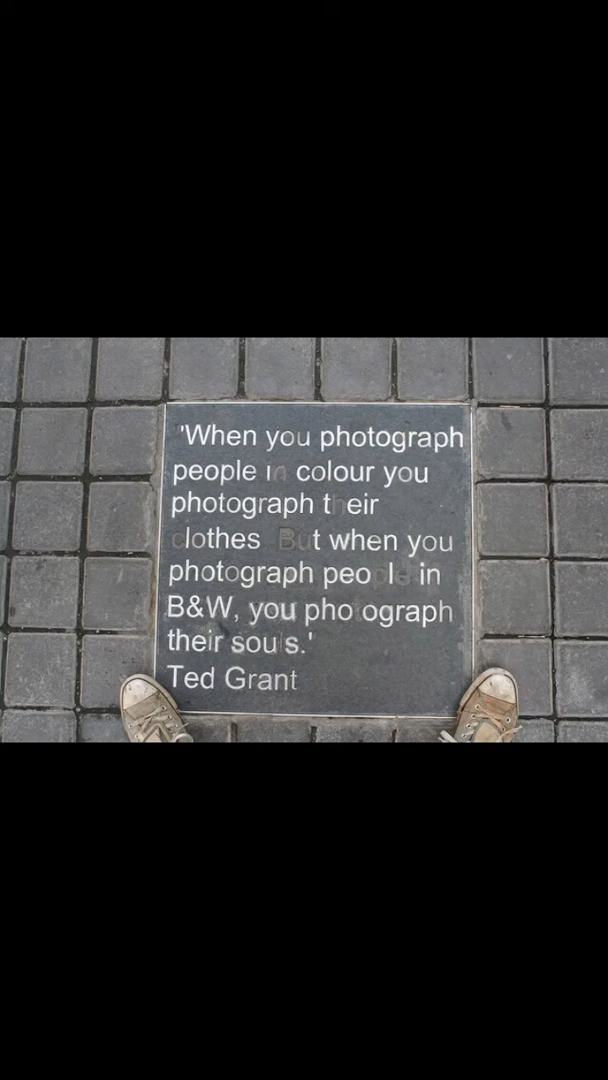 'When you photograph
people in colour you
photograph their
clothes But when you
photograph people in
B&W, you photograph
their souls.'
Ted Grant